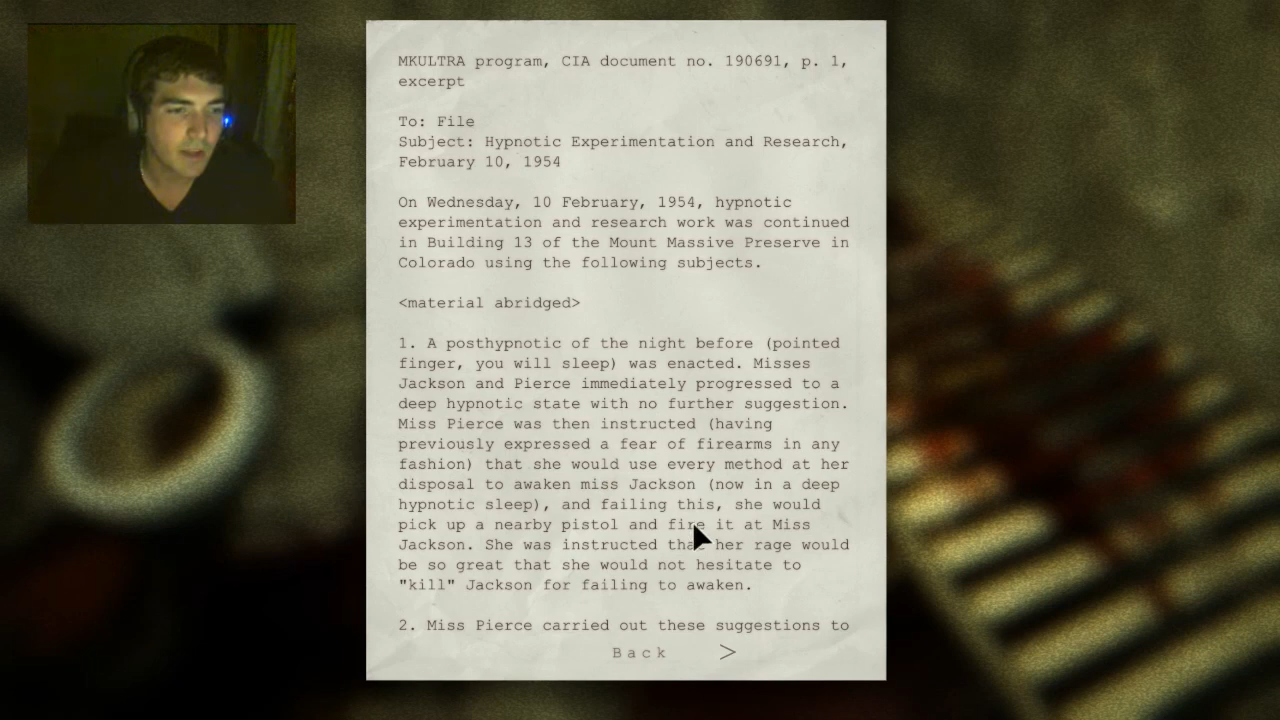 MKULTRA program, CIA document no. 190691, p. 1,
excerpt
To: File
Subject: Hypnotic Experimentation and Research,
February 10, 1954
On Wednesday, 10 February, 1954, hypnotic
experimentation and research work was continued
in Building 13 of the Mount Massive Preserve in
Colorado using the following subjects.
<material abridged>
1. A posthypnotic of the night before (pointed
finger, you will sleep) was enacted. Misses
Jackson and Pierce immediately progressed to a
deep hypnotic state with no further suggestion.
Miss Pierce was then instructed (having
previously expressed a fear of firearms in any
fashion) that she would use every method at her
disposal to awaken miss Jackson (now in a deep
hypnotic sleep), and failing this, she would
pick up a nearby pistol and fire it at Miss
Jackson. She was instructed that her rage would
be so great that she would not hesitate to
"kill" Jackson for failing to awaken.
2. Miss Pierce carried out these suggestions to
Back >